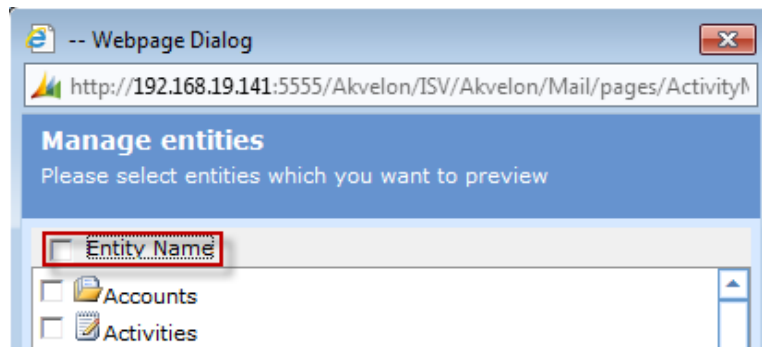 -- Webpage Dialog
http://192.168.19.141:5555/Akvelon/ISV/Akvelon/Mail/pages/Activity
Manage entities
Please select entities which you want to preview
Entity Name
Accounts
Activities